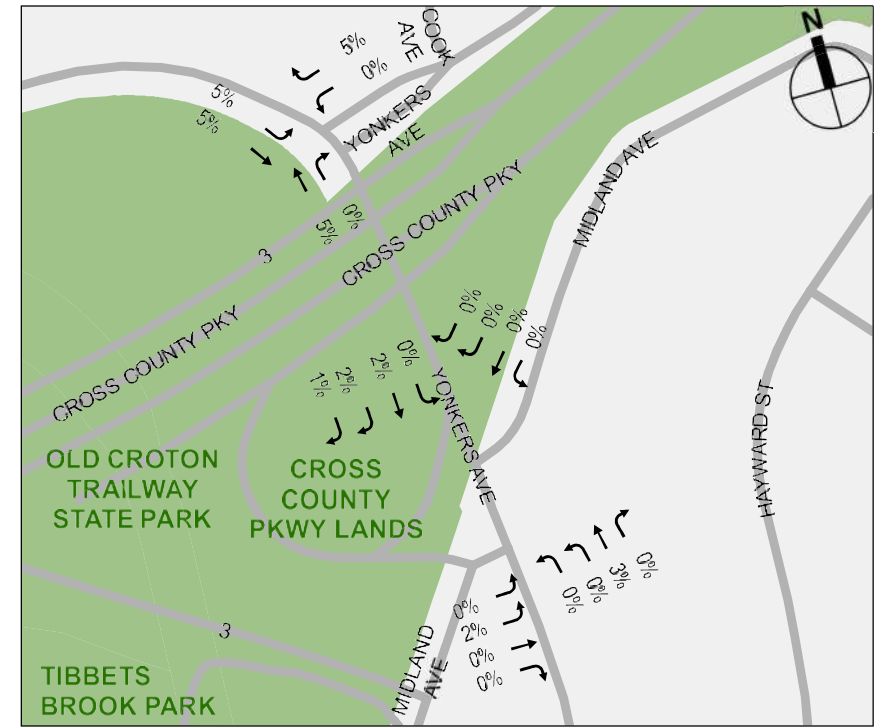 N
COOK
AVE
5%
0%
5%
5%
YONKERS
AVE
0%
5%
MIDLAND AVE
CROSS COUNTY PKY
3
CROSS COUNTY PKY
0%
0%
0%
0%
0%
2%
2%
1%
YONKERS AVE
HAYWARD ST
OLD CROTON
TRAILWAY
STATE PARK
CROSS
COUNTY
PKWY LANDS
0%
0%
3%
0%
0%
2%
0%
0%
3
MIDLAND
AVE
TIBBETS
BROOK PARK